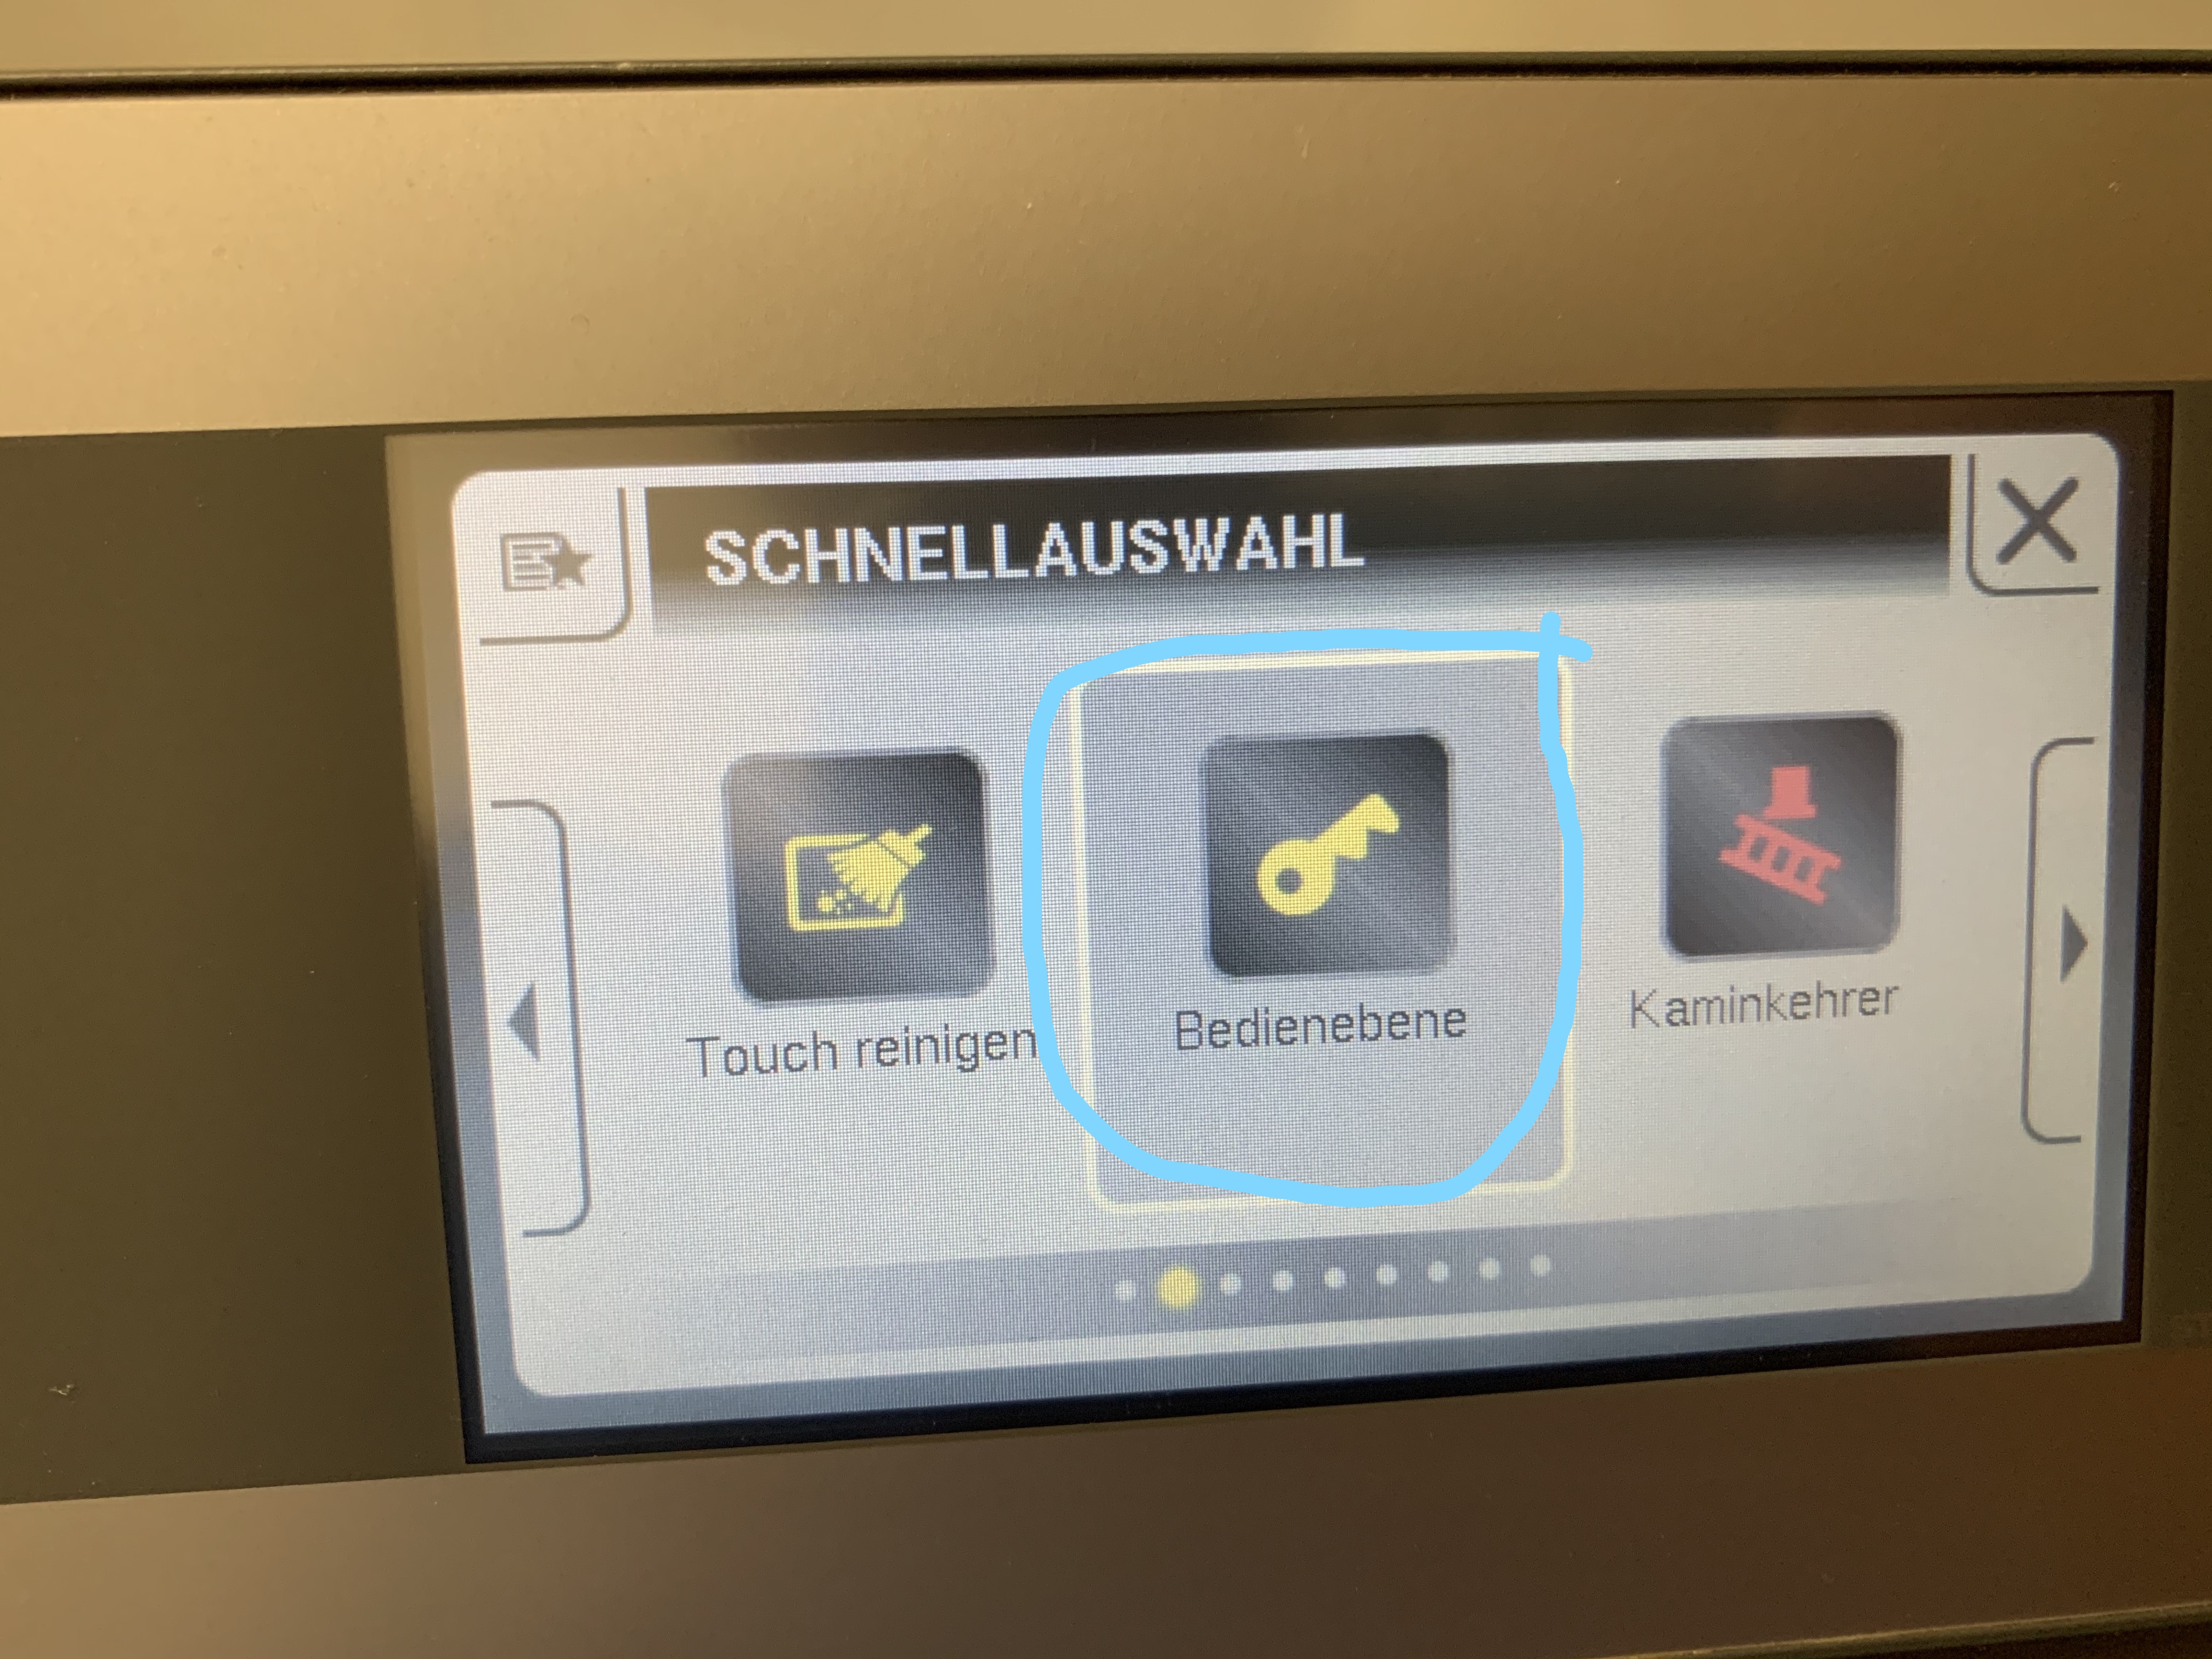 SCHNELLAUSWAHL
Touch reinigen
Bedienebene
Kaminkehrer